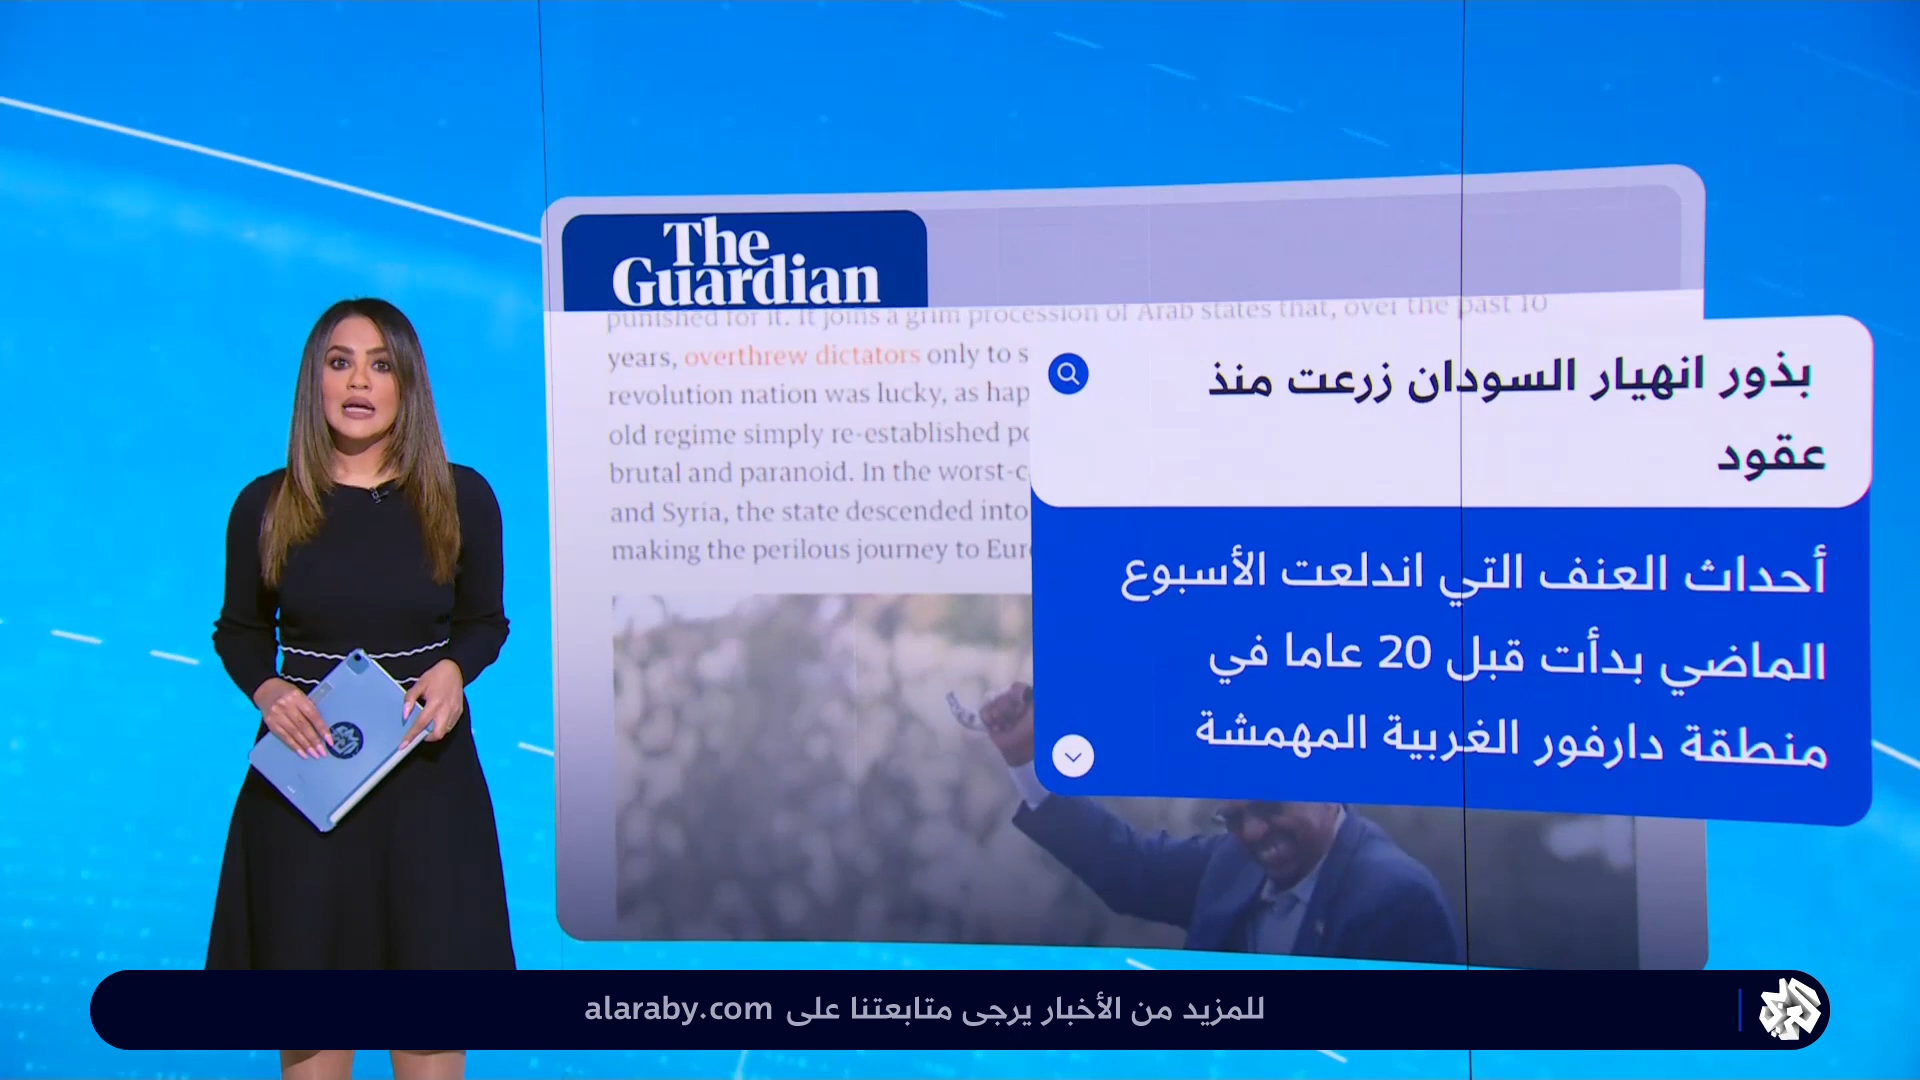 The
Guardian
punished for it. It joins a grim procession of Arab states that, over the past 10
years, overthrew dictators only to s
revolution nation was lucky, as hap
old regime simply re-established po
brutal and paranoid. In the worst-c
and Syria, the state descended into
making the perilous journey to Eur
بذور انهيار السودان زرعت منذ
عقود
أحداث العنف التي اندلعت الأسبوع
الماضي بدأت قبل 20 عاما في
منطقة دارفور الغربية المهمشة
للمزيد من الأخبار يرجى متابعتنا على alaraby.com